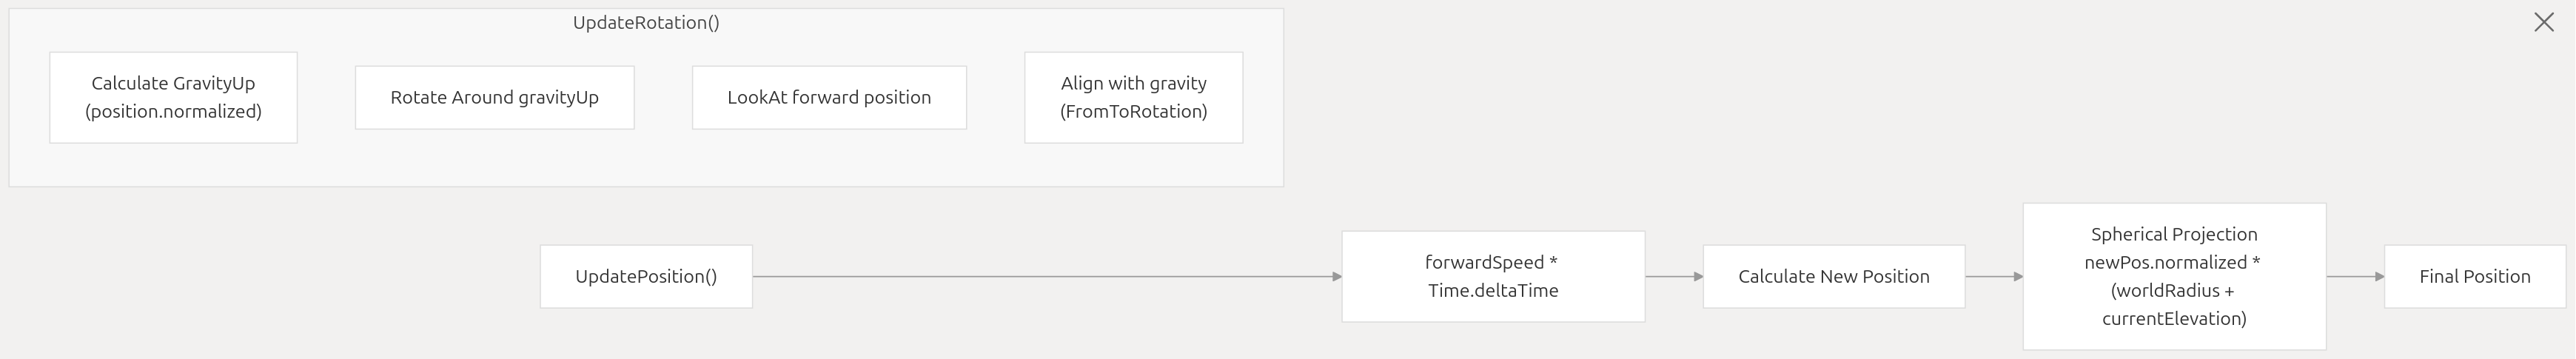 UpdateRotation()
Calculate GravityUp
(position.normalized)
Rotate Around gravityUp
LookAt forward position
Align with gravity
(FromToRotation)
UpdatePosition()
forwardSpeed *
Time.deltaTime
Calculate New Position
Spherical Projection
newPos.normalized *
(worldRadius +
currentElevation)
Final Position